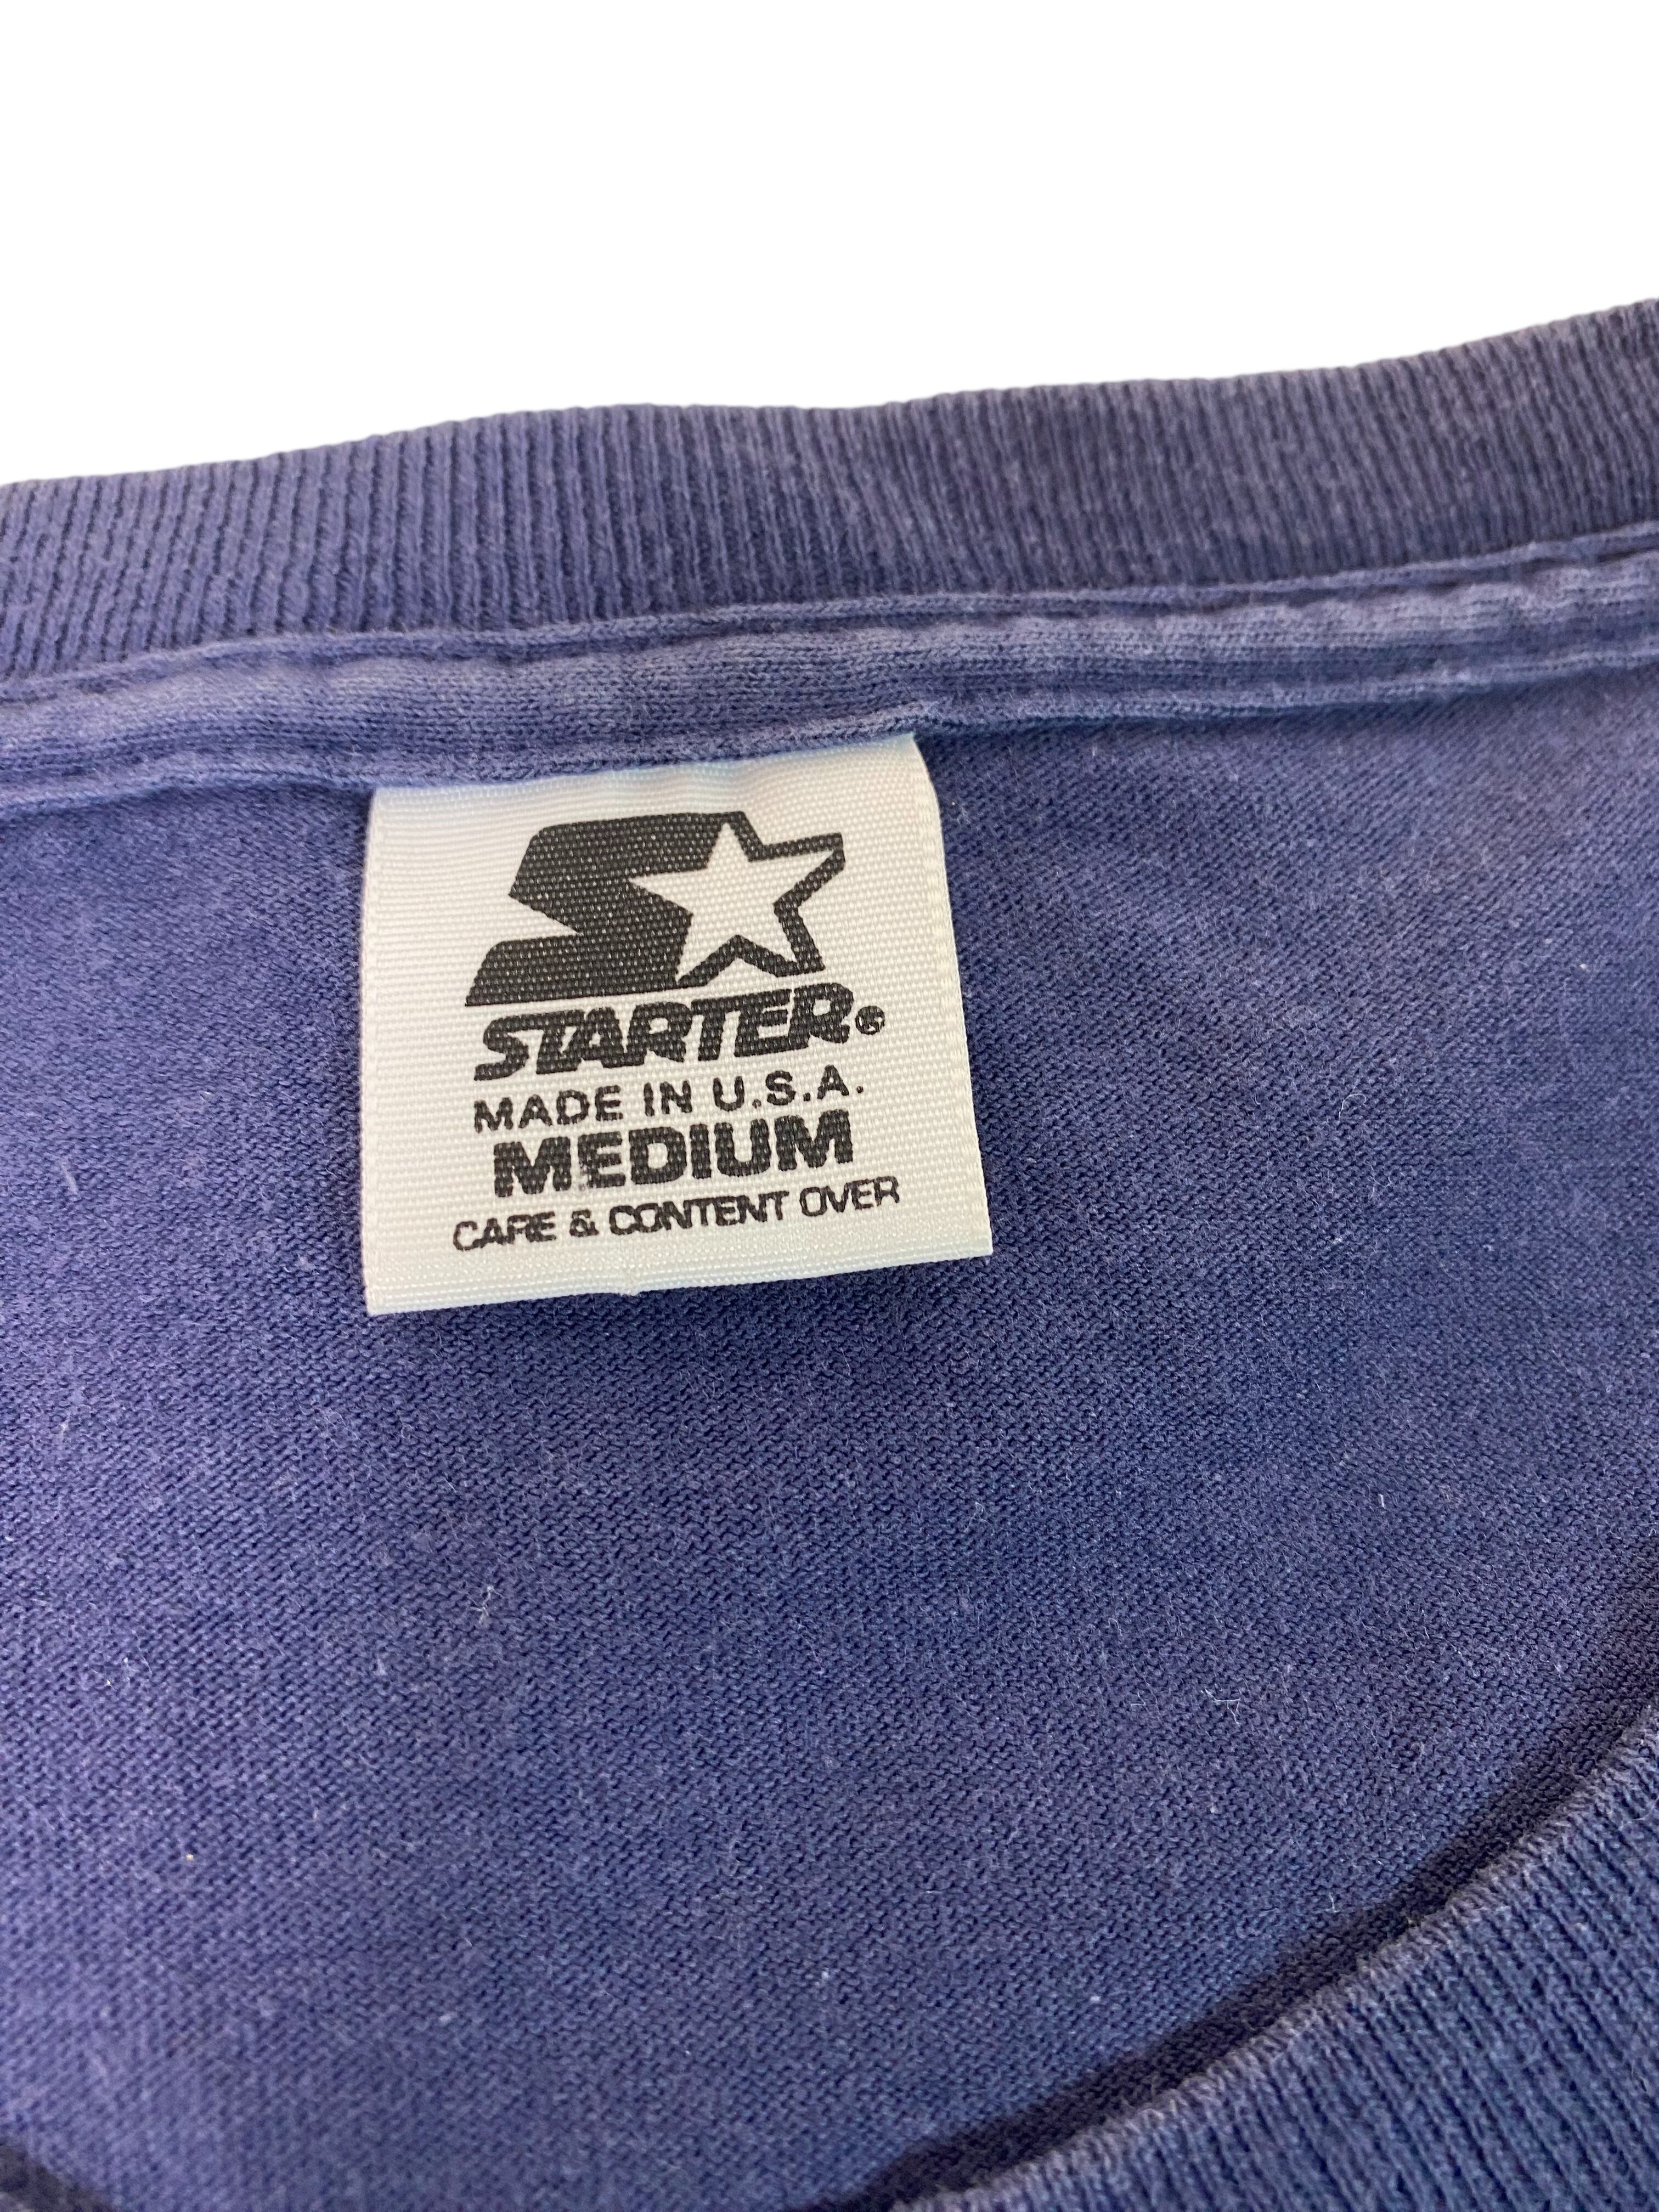 STARTER®
MADE IN U.S.A.
MEDIUM
CARE & CONTENT OVER